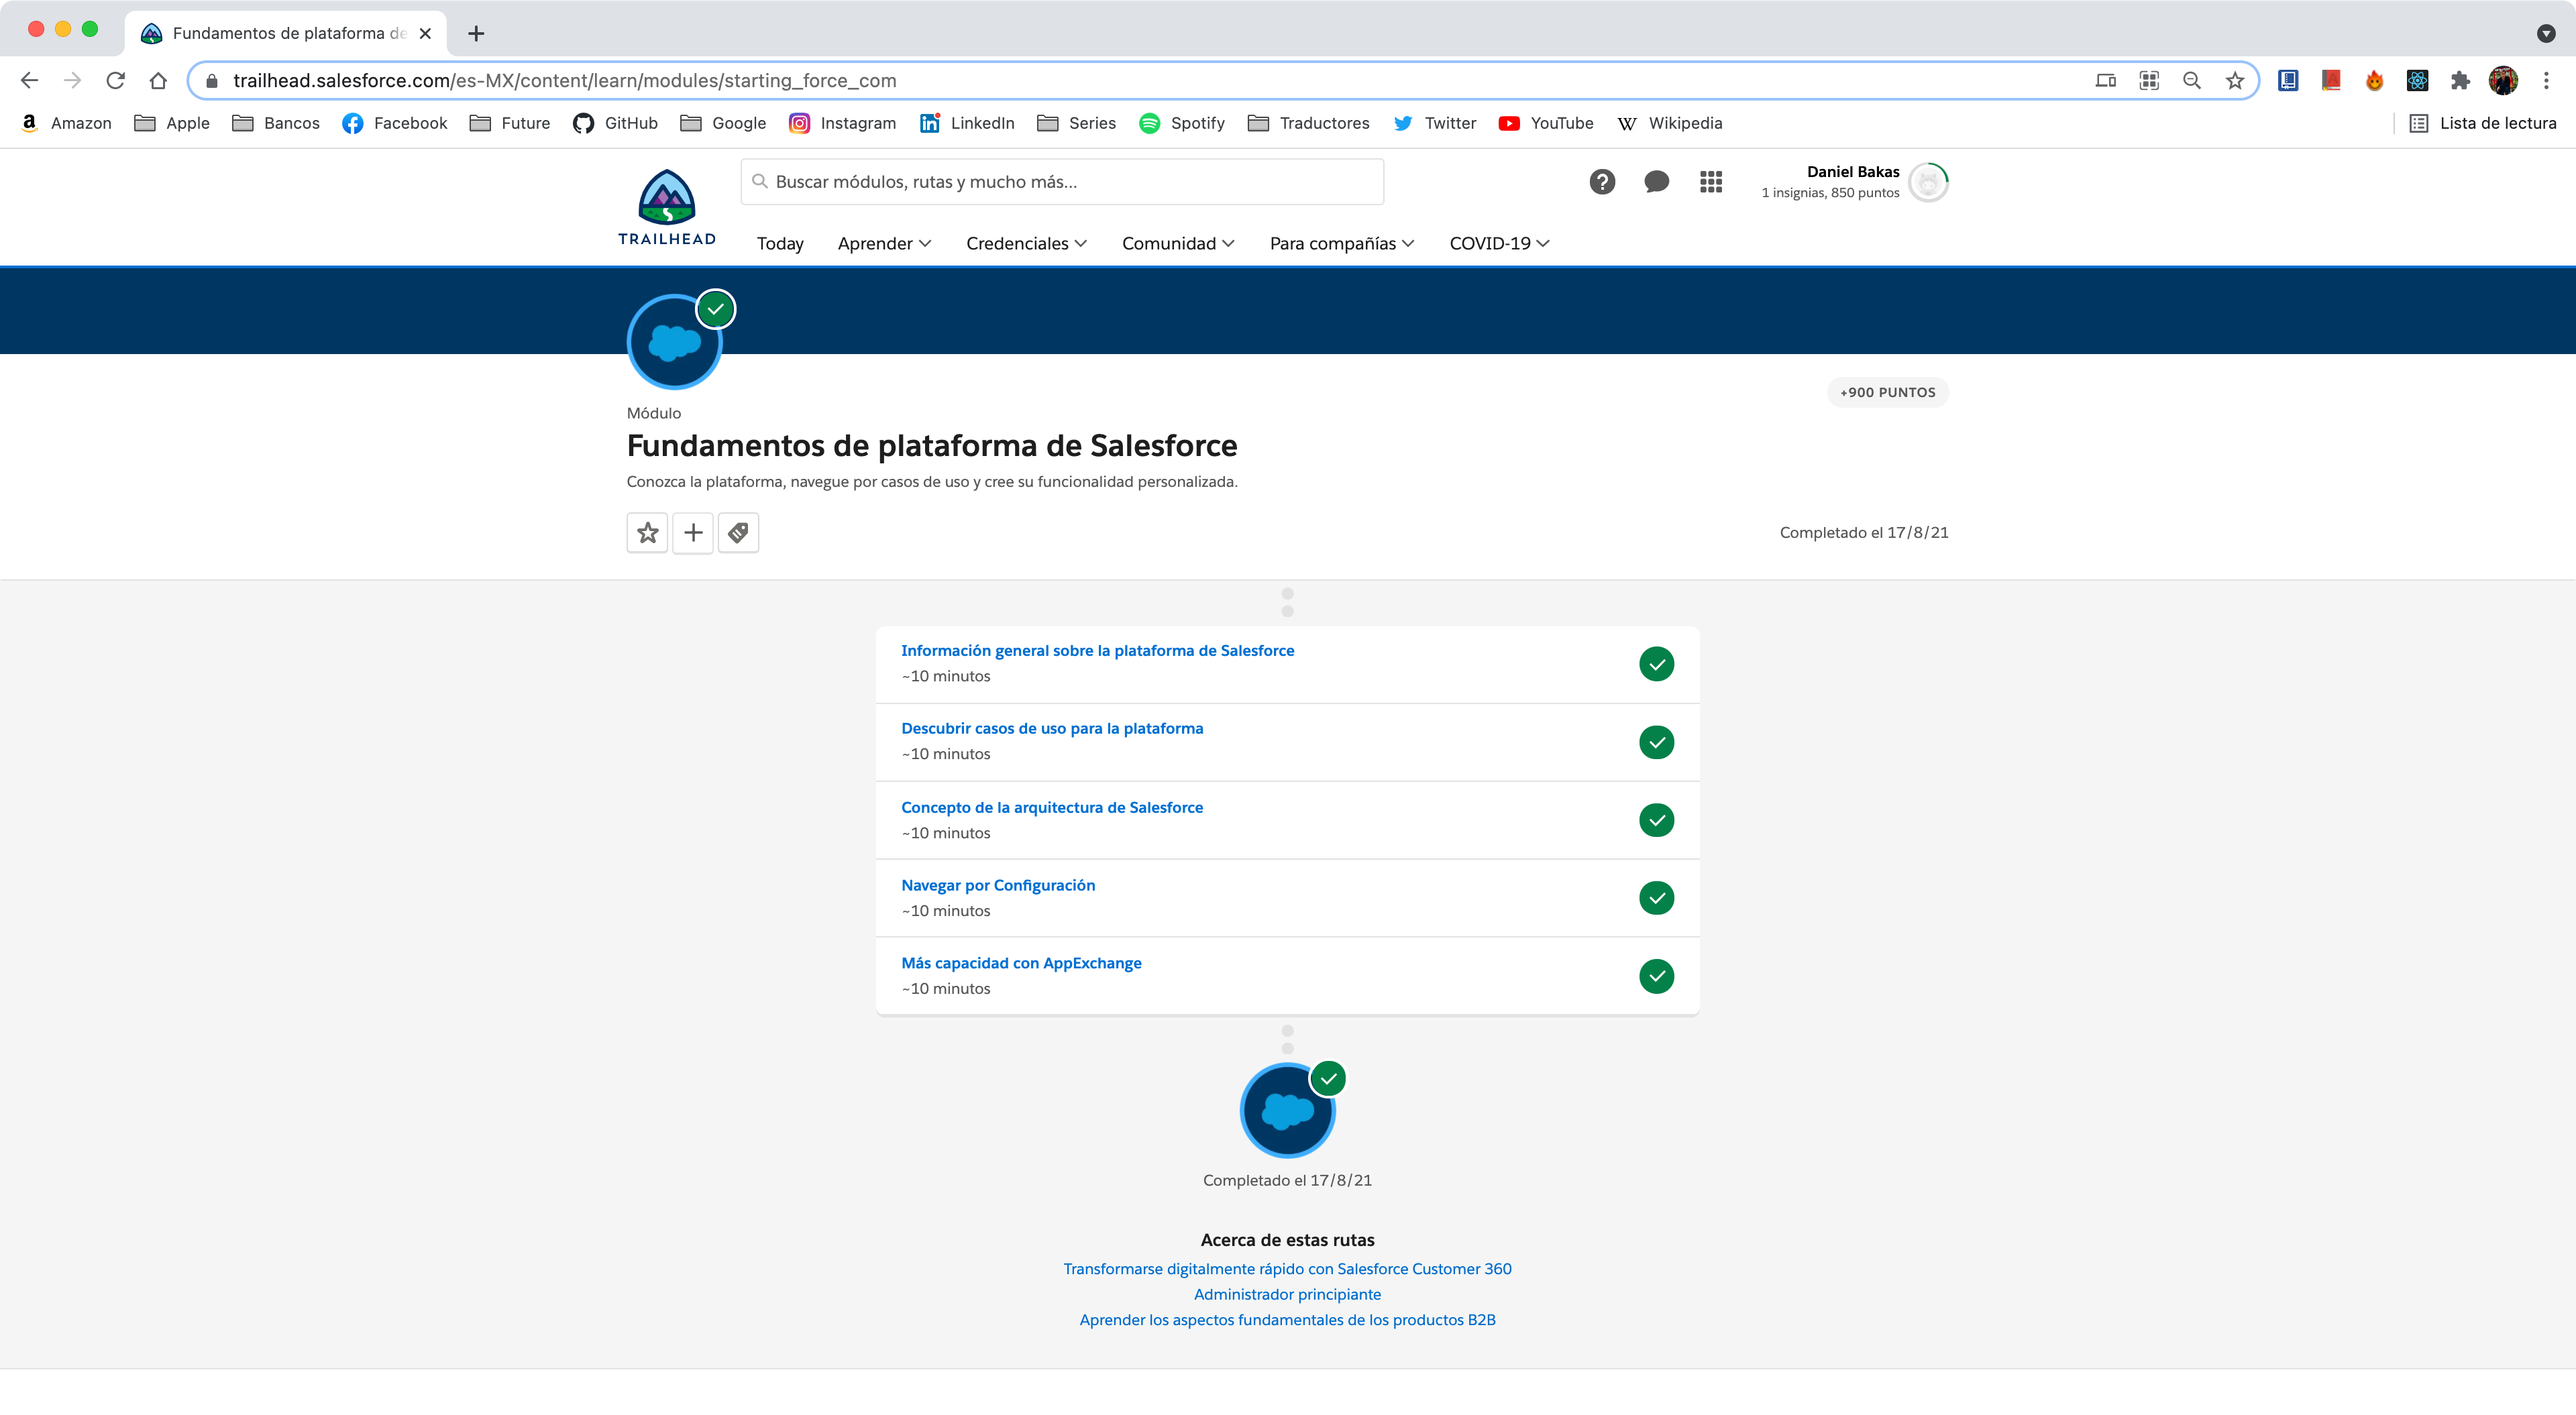 Fundamentos de plataforma de
trailhead.salesforce.com/es-MX/content/learn/modules/starting_force_com
Amazon Apple Bancos Facebook Future GitHub Google Instagram LinkedIn Series Spotify Traductores Twitter YouTube Wikipedia Lista de lectura
TRAILHEAD
Buscar módulos, rutas y mucho más...
Daniel Bakas
1 insignias, 850 puntos
Today Aprender Credenciales Comunidad Para compañías COVID-19
+900 PUNTOS
Módulo
Fundamentos de plataforma de Salesforce
Conozca la plataforma, navegue por casos de uso y cree su funcionalidad personalizada.
Completado el 17/8/21
Información general sobre la plataforma de Salesforce
~10 minutos
Descubrir casos de uso para la plataforma
~10 minutos
Concepto de la arquitectura de Salesforce
~10 minutos
Navegar por Configuración
~10 minutos
Más capacidad con AppExchange
~10 minutos
Completado el 17/8/21
Acerca de estas rutas
Transformarse digitalmente rápido con Salesforce Customer 360
Administrador principiante
Aprender los aspectos fundamentales de los productos B2B